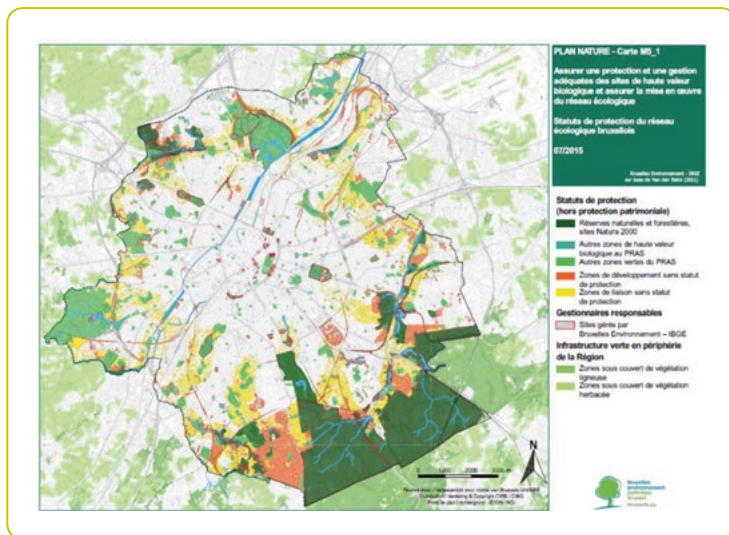 PLAN NATURE - Carte M5_1
Assurer une protection et une gestion
adéquates des sites de haute valeur
biologique et assurer la mise en œuvre
du réseau écologique
Statuts de protection du réseau
écologique bruxellois
07/2015
Bruxelles Environnement - IBGE
Statuts de protection
(hors protection patrimoniale)
Réserves naturelles et forestières,
sites Natura 2000
Autres zones de haute valeur
biologique au PRAS
Autres zones vertes du PRAS
Zones de développement sans statut
de protection
Zones de liaison sans statut
de protection
Gestionnaires responsables
Sites gérés par
Bruxelles Environnement – IBGE
Infrastructure verte en périphérie
de la Région
Zones sous couvert de végétation
ligneuse
Zones sous couvert de végétation
herbacée
N
bruxelles
environnement